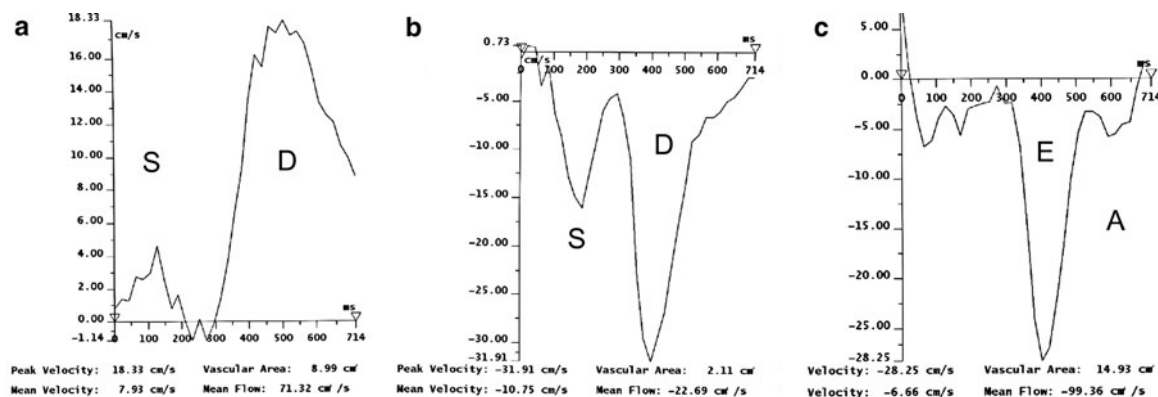 a
18.33
cm/s
16.00
14.00
12.00
10.00
8.00
6.00
4.00
2.00
0.00
-1.14
S
D
ms
0 100 200 300 400 500 600 714
Peak Velocity: 18.33 cm/s Vascular Area: 8.99 cm²
Mean Velocity: 7.93 cm/s Mean Flow: 71.32 cm³/s
b
0.73
cm/s
ms
0 100 200 300 400 500 600 714
-5.00
-10.00
-15.00
-20.00
-25.00
-30.00
-31.91
S
D
Peak Velocity: -31.91 cm/s Vascular Area: 2.11 cm²
Mean Velocity: -10.75 cm/s Mean Flow: -22.69 cm³/s
c
5.00
0.00
ms
0 100 200 300 400 500 600 714
-5.00
-10.00
-15.00
-20.00
-25.00
-28.25
E
A
Velocity: -28.25 cm/s Vascular Area: 14.93 cm²
Velocity: -6.66 cm/s Mean Flow: -99.36 cm³/s